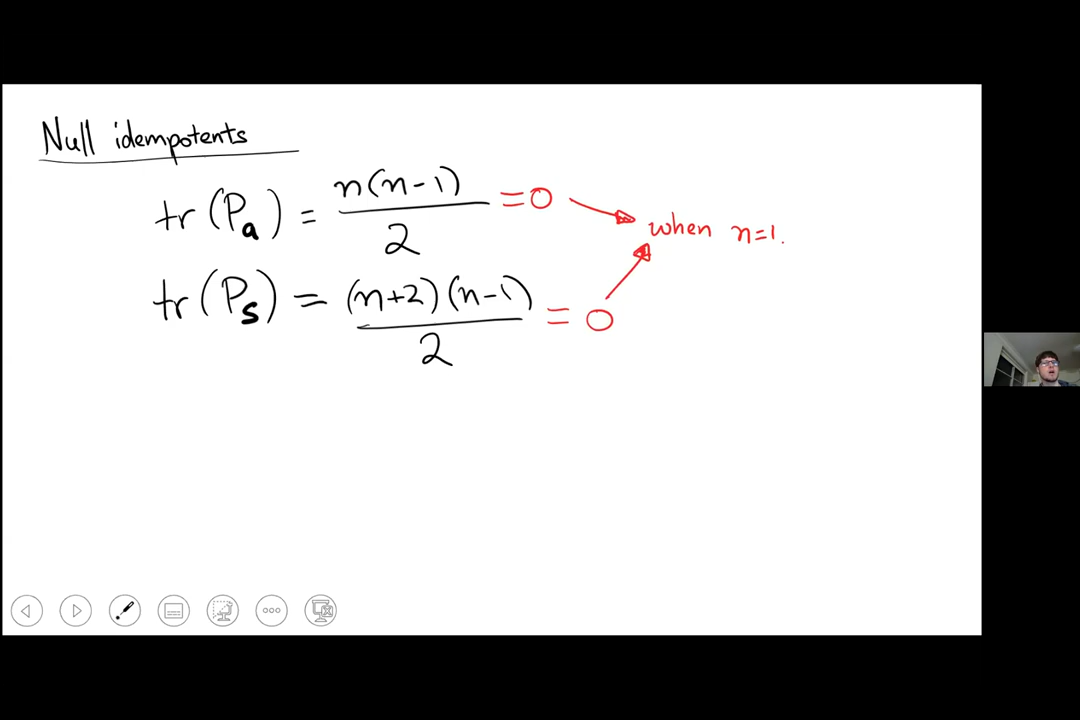 Null idempotents
tr(Pₐ) = n(n-1)/2 = 0
when n=1.
tr(Pₛ) = (n+2)(n-1)/2 = 0